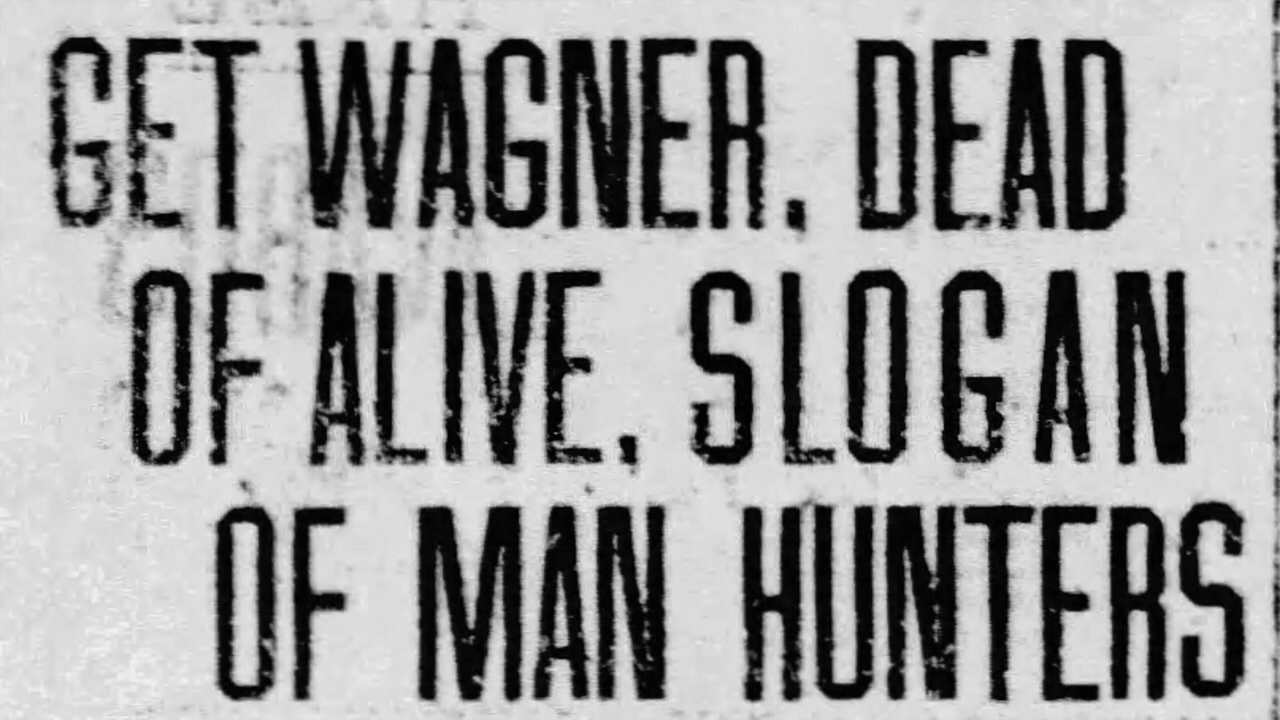 GET WAGNER, DEAD
OF ALIVE, SLOGAN
OF MAN HUNTERS